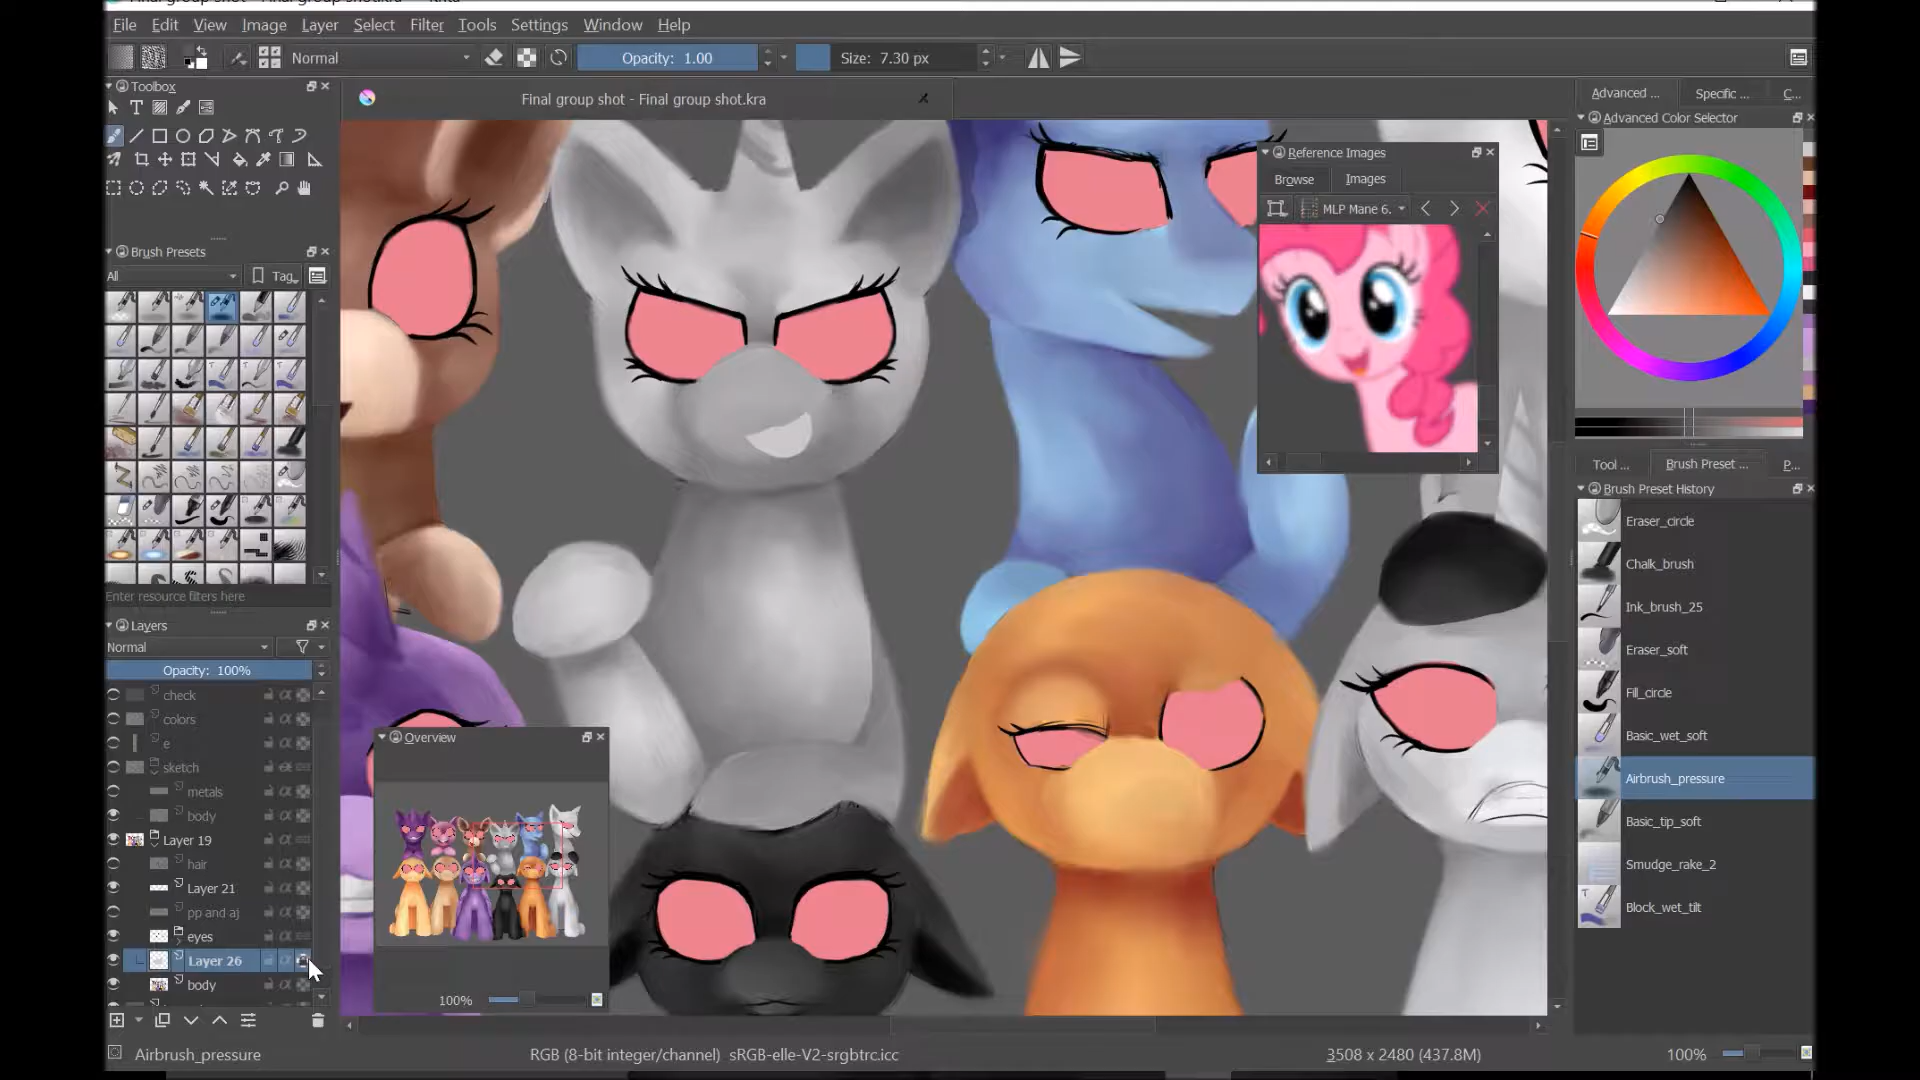 File Edit View Image Layer Select Filter Tools Settings Window Help
Normal
Opacity: 1.00
Size: 7.30 px
Toolbox
Final group shot - Final group shot.kra
Advanced ...
Specific ...
C...
Advanced Color Selector
Reference Images
Browse
Images
MLP Mane 6.
Brush Presets
All
Tag
Enter resource filters here
Tool ...
Brush Preset ...
P...
Brush Preset History
Eraser_circle
Chalk_brush
Ink_brush_25
Eraser_soft
Fill_circle
Basic_wet_soft
Airbrush_pressure
Basic_tip_soft
Smudge_rake_2
Block_wet_tilt
Layers
Normal
Opacity: 100%
check
colors
e
sketch
metals
body
Layer 19
hair
Layer 21
pp and aj
eyes
Layer 26
body
Overview
100%
Airbrush_pressure
RGB (8-bit integer/channel) sRGB-elle-V2-srgbtrc.icc
3508 x 2480 (437.8M)
100%